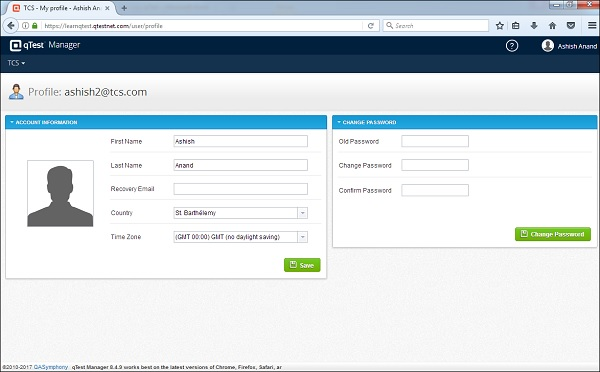 TCS - My profile - Ashish Ana
https://learnqtest.qtestnet.com/user/profile
Search
qTest Manager
Ashish Anand
TCS
Profile: ashish2@tcs.com
ACCOUNT INFORMATION
First Name
Ashish
Last Name
Anand
Recovery Email
Country
St. Barthélemy
Time Zone
(GMT 00:00) GMT (no daylight saving)
Save
CHANGE PASSWORD
Old Password
Change Password
Confirm Password
Change Password
©2010-2017 QASymphony qTest Manager 8.4.9 works best on the latest versions of Chrome, Firefox, Safari, ar